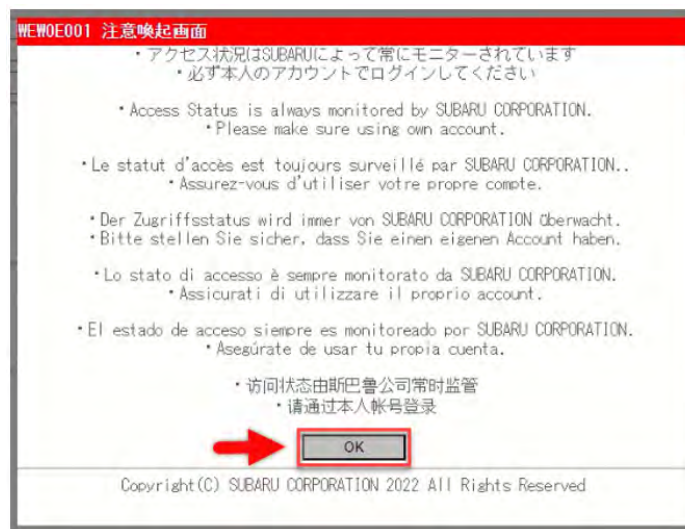 WEWOE001 注意喚起画面
・アクセス状況はSUBARUによって常にモニターされています
・必ず本人のアカウントでログインしてください
・Access Status is always monitored by SUBARU CORPORATION.
・Please make sure using own account.
・Le statut d'accès est toujours surveillé par SUBARU CORPORATION..
・Assurez-vous d'utiliser votre propre compte.
・Der Zugriffsstatus wird immer von SUBARU CORPORATION überwacht.
・Bitte stellen Sie sicher, dass Sie einen eigenen Account haben.
・Lo stato di accesso è sempre monitorato da SUBARU CORPORATION.
・Assicurati di utilizzare il proprio account.
・El estado de acceso siempre es monitoreado por SUBARU CORPORATION.
・Asegúrate de usar tu propia cuenta.
・访问状态由斯巴鲁公司常时监管
・请通过本人帐号登录
OK
Copyright(C) SUBARU CORPORATION 2022 All Rights Reserved